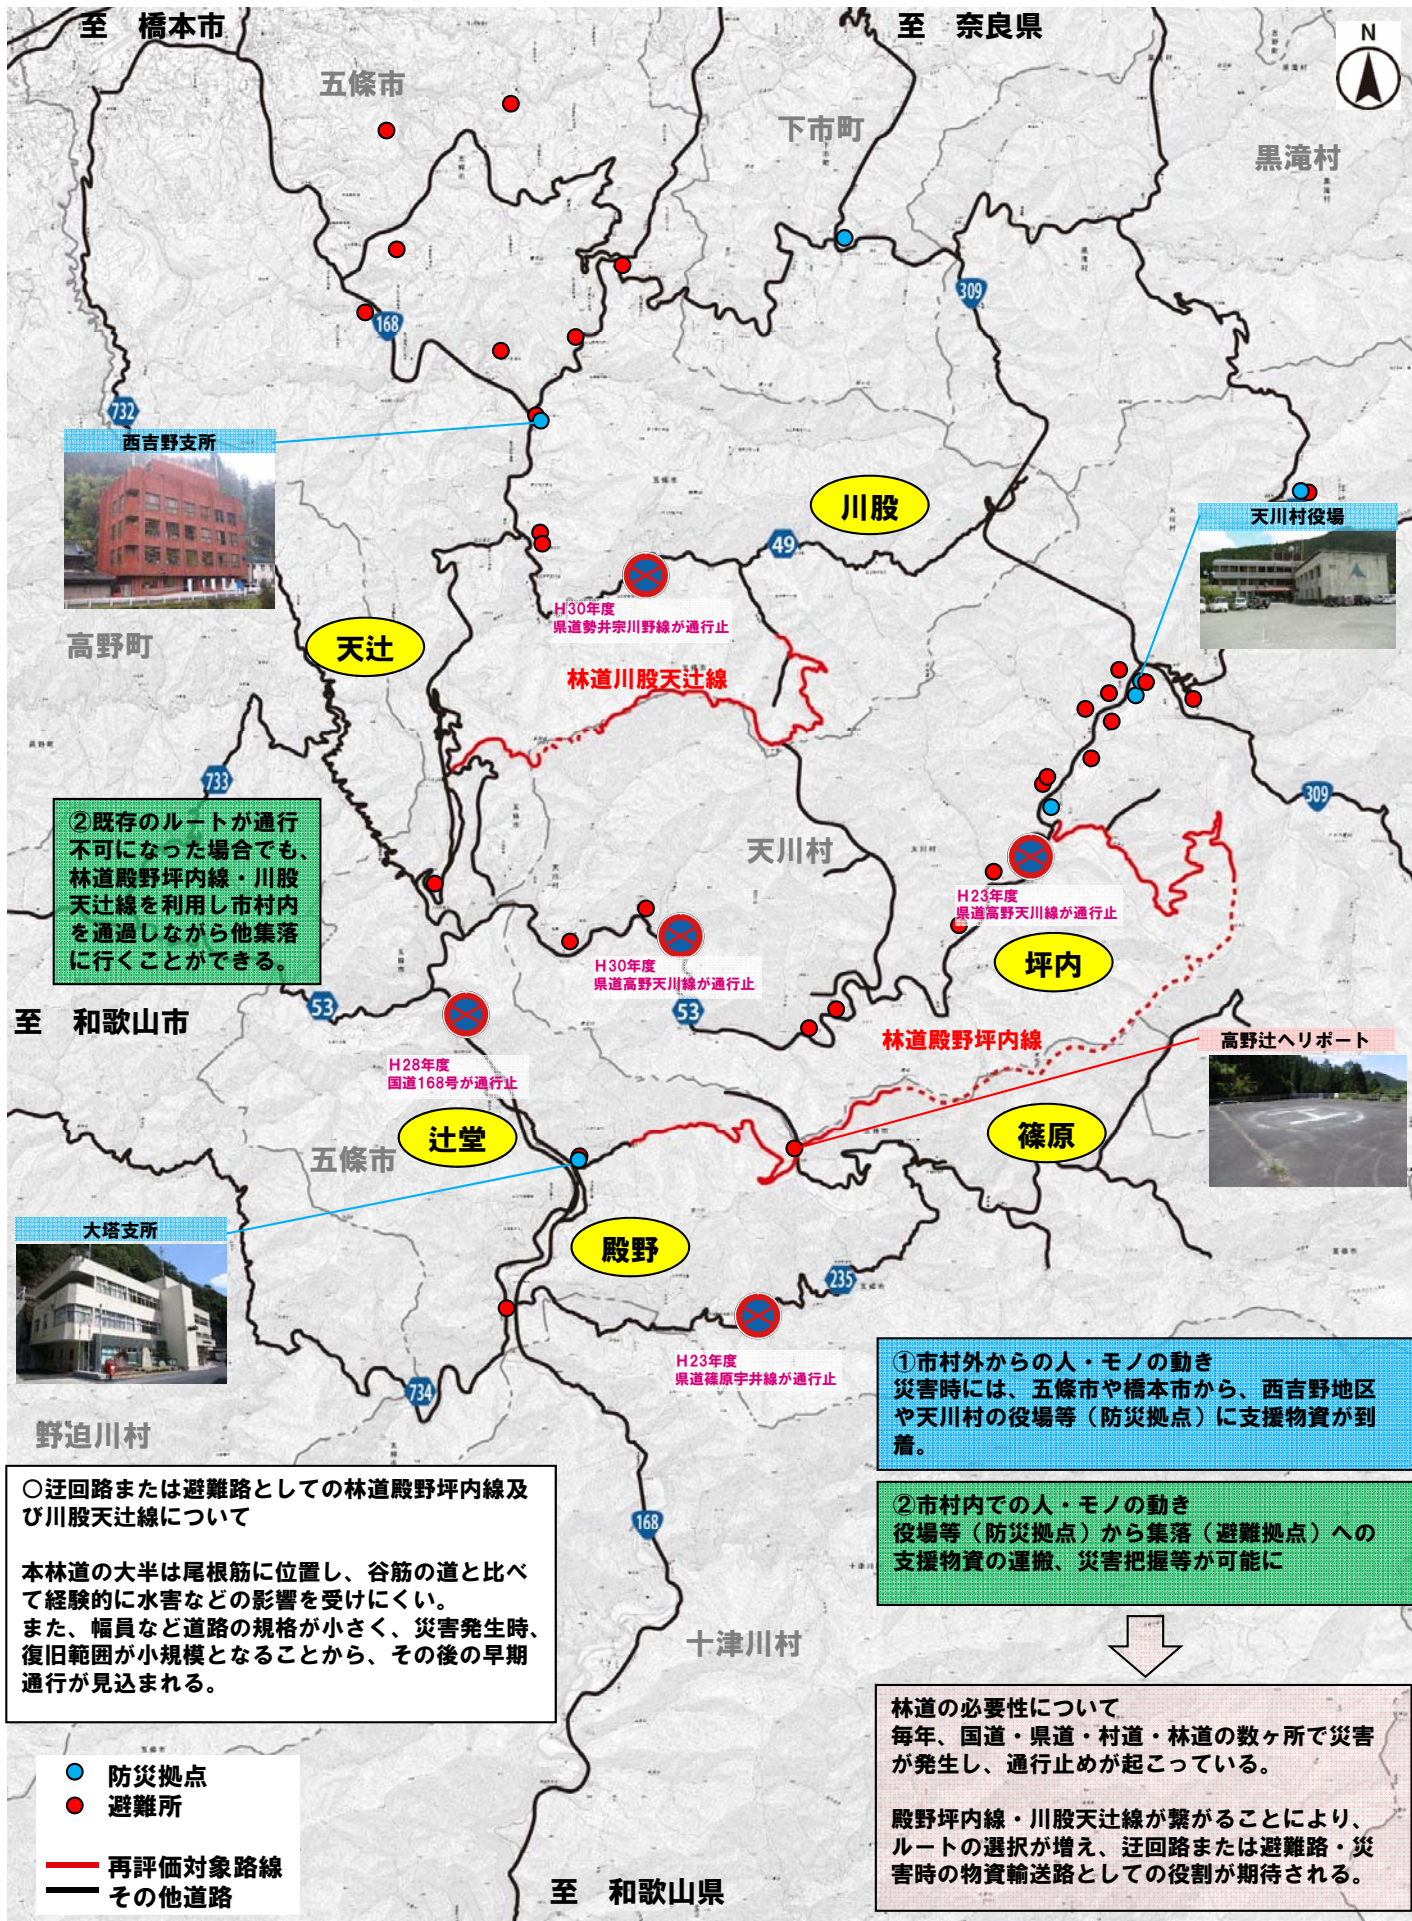 至 橋本市
至 奈良県
N
五條市
下市町
黒滝村
309
168
732
西吉野支所
川股
天川村役場
49
H30年度
県道勢井宗川野線が通行止
高野町
天辻
林道川股天辻線
733
309
②既存のルートが通行
不可になった場合でも、
林道殿野坪内線・川股
天辻線を利用し市村内
を通過しながら他集落
に行くことができる。
天川村
H23年度
県道高野天川線が通行止
坪内
H30年度
県道高野天川線が通行止
53
53
至 和歌山市
林道殿野坪内線
高野辻ヘリポート
H28年度
国道168号が通行止
辻堂
篠原
五條市
大塔支所
殿野
235
H23年度
県道篠原宇井線が通行止
734
野迫川村
①市村外からの人・モノの動き
災害時には、五條市や橋本市から、西吉野地区
や天川村の役場等（防災拠点）に支援物資が到
着。
〇迂回路または避難路としての林道殿野坪内線及
び川股天辻線について
本林道の大半は尾根筋に位置し、谷筋の道と比べ
て経験的に水害などの影響を受けにくい。
また、幅員など道路の規格が小さく、災害発生時、
復旧範囲が小規模となることから、その後の早期
通行が見込まれる。
②市村内での人・モノの動き
役場等（防災拠点）から集落（避難拠点）への
支援物資の運搬、災害把握等が可能に
168
十津川村
林道の必要性について
毎年、国道・県道・村道・林道の数ヶ所で災害
が発生し、通行止めが起こっている。
殿野坪内線・川股天辻線が繋がることにより、
ルートの選択が増え、迂回路または避難路・災
害時の物資輸送路としての役割が期待される。
防災拠点
避難所
再評価対象路線
その他道路
至 和歌山県